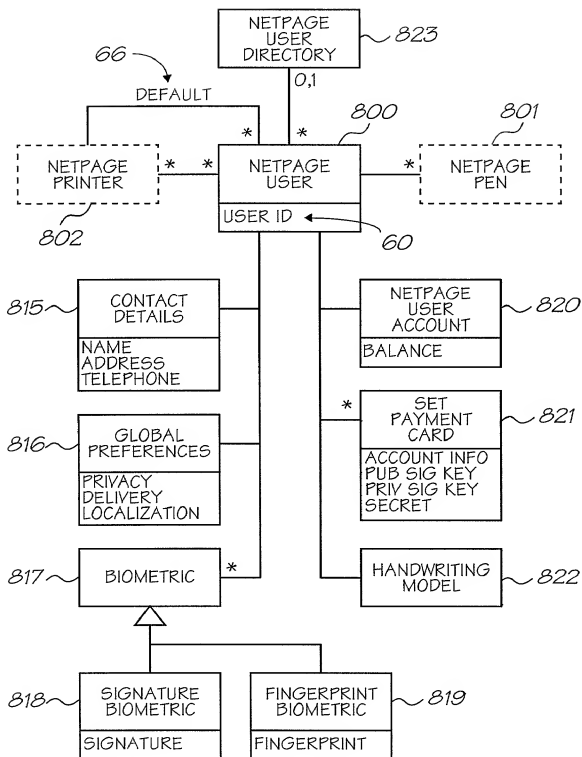 NETPAGE
USER
DIRECTORY
823
66
0,1
DEFAULT
*
*
800
801
NETPAGE
PRINTER
*
*
NETPAGE
USER
*
NETPAGE
PEN
802
USER ID
60
815
CONTACT
DETAILS
NAME
ADDRESS
TELEPHONE
NETPAGE
USER
ACCOUNT
820
BALANCE
816
GLOBAL
PREFERENCES
PRIVACY
DELIVERY
LOCALIZATION
*
SET
PAYMENT
CARD
821
ACCOUNT INFO
PUB SIG KEY
PRIV SIG KEY
SECRET
817
BIOMETRIC
*
HANDWRITING
MODEL
822
818
SIGNATURE
BIOMETRIC
SIGNATURE
FINGERPRINT
BIOMETRIC
819
FINGERPRINT